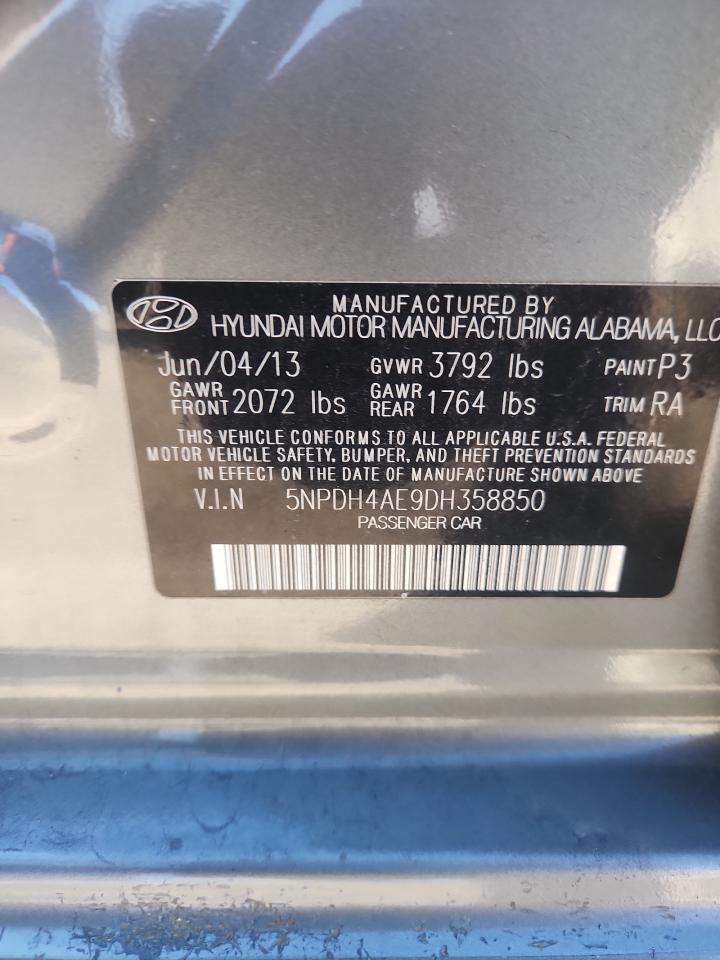 MANUFACTURED BY
HYUNDAI MOTOR MANUFACTURING ALABAMA, LLC
Jun/04/13 GVWR 3792 lbs PAINT P3
GAWR FRONT 2072 lbs GAWR REAR 1764 lbs TRIM RA
THIS VEHICLE CONFORMS TO ALL APPLICABLE U.S.A. FEDERAL
MOTOR VEHICLE SAFETY, BUMPER, AND THEFT PREVENTION STANDARDS
IN EFFECT ON THE DATE OF MANUFACTURE SHOWN ABOVE
V.I.N 5NPDH4AE9DH358850
PASSENGER CAR